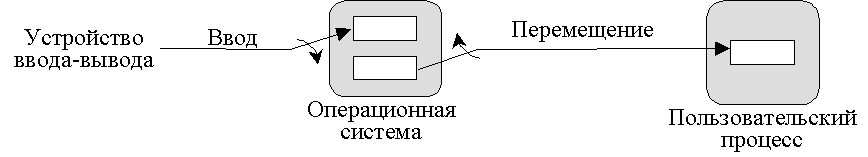 Устройство
ввода-вывода
Ввод
Операционная
система
Перемещение
Пользовательский
процесс